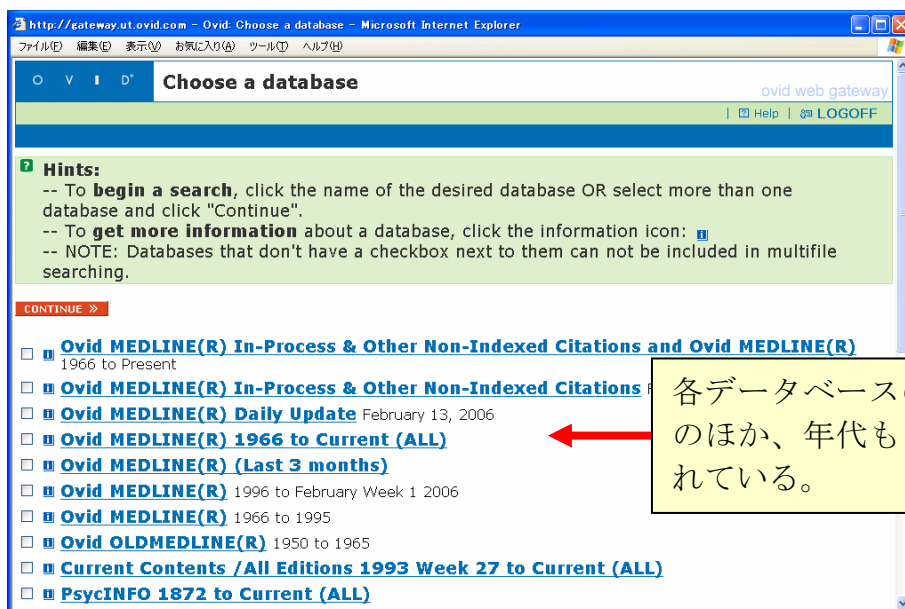 http://gateway.ut.ovid.com - Ovid: Choose a database - Microsoft Internet Explorer
ファイル(F) 編集(E) 表示(V) お気に入り(A) ツール(T) ヘルプ(H)
O V I D Choose a database
ovid web gateway
| Help | LOGOFF
Hints:
-- To begin a search, click the name of the desired database OR select more than one
database and click "Continue".
-- To get more information about a database, click the information icon:
-- NOTE: Databases that don't have a checkbox next to them can not be included in multifile
searching.
CONTINUE »
Ovid MEDLINE(R) In-Process & Other Non-Indexed Citations and Ovid MEDLINE(R)
1966 to Present
Ovid MEDLINE(R) In-Process & Other Non-Indexed Citations
Ovid MEDLINE(R) Daily Update February 13, 2006
Ovid MEDLINE(R) 1966 to Current (ALL)
Ovid MEDLINE(R) (Last 3 months)
Ovid MEDLINE(R) 1996 to February Week 1 2006
Ovid MEDLINE(R) 1966 to 1995
Ovid OLDMEDLINE(R) 1950 to 1965
Current Contents /All Editions 1993 Week 27 to Current (ALL)
PsycINFO 1872 to Current (ALL)
各データベース
のほか、年代も
れている。